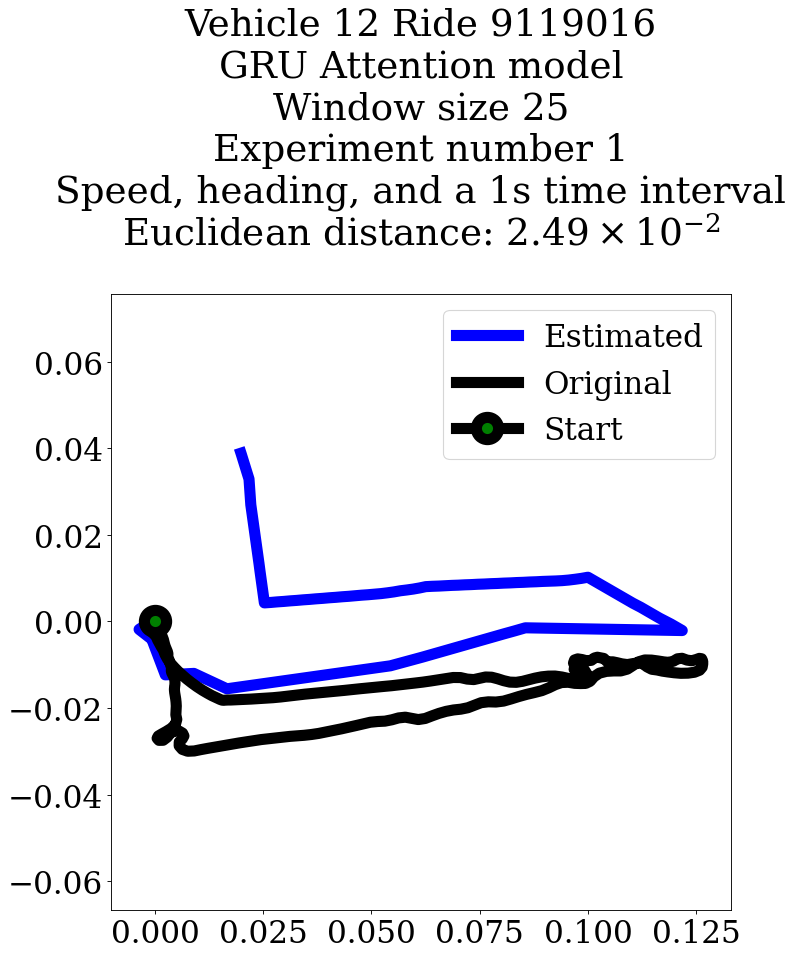 Vehicle 12 Ride 9119016
GRU Attention model
Window size 25
Experiment number 1
Speed, heading, and a 1s time interval
Euclidean distance: 2.49 × 10⁻²
Estimated
Original
Start
0.06
0.04
0.02
0.00
−0.02
−0.04
−0.06
0.000 0.025 0.050 0.075 0.100 0.125